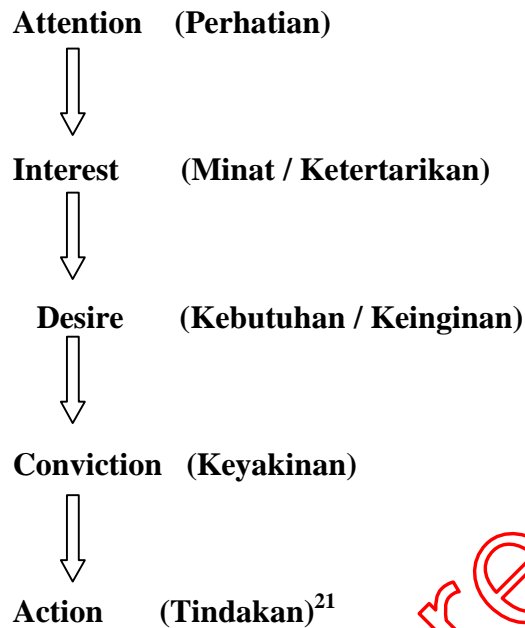 Attention (Perhatian)
Interest (Minat / Ketertarikan)
Desire (Kebutuhan / Keinginan)
Conviction (Keyakinan)
Action (Tindakan)²¹
r e